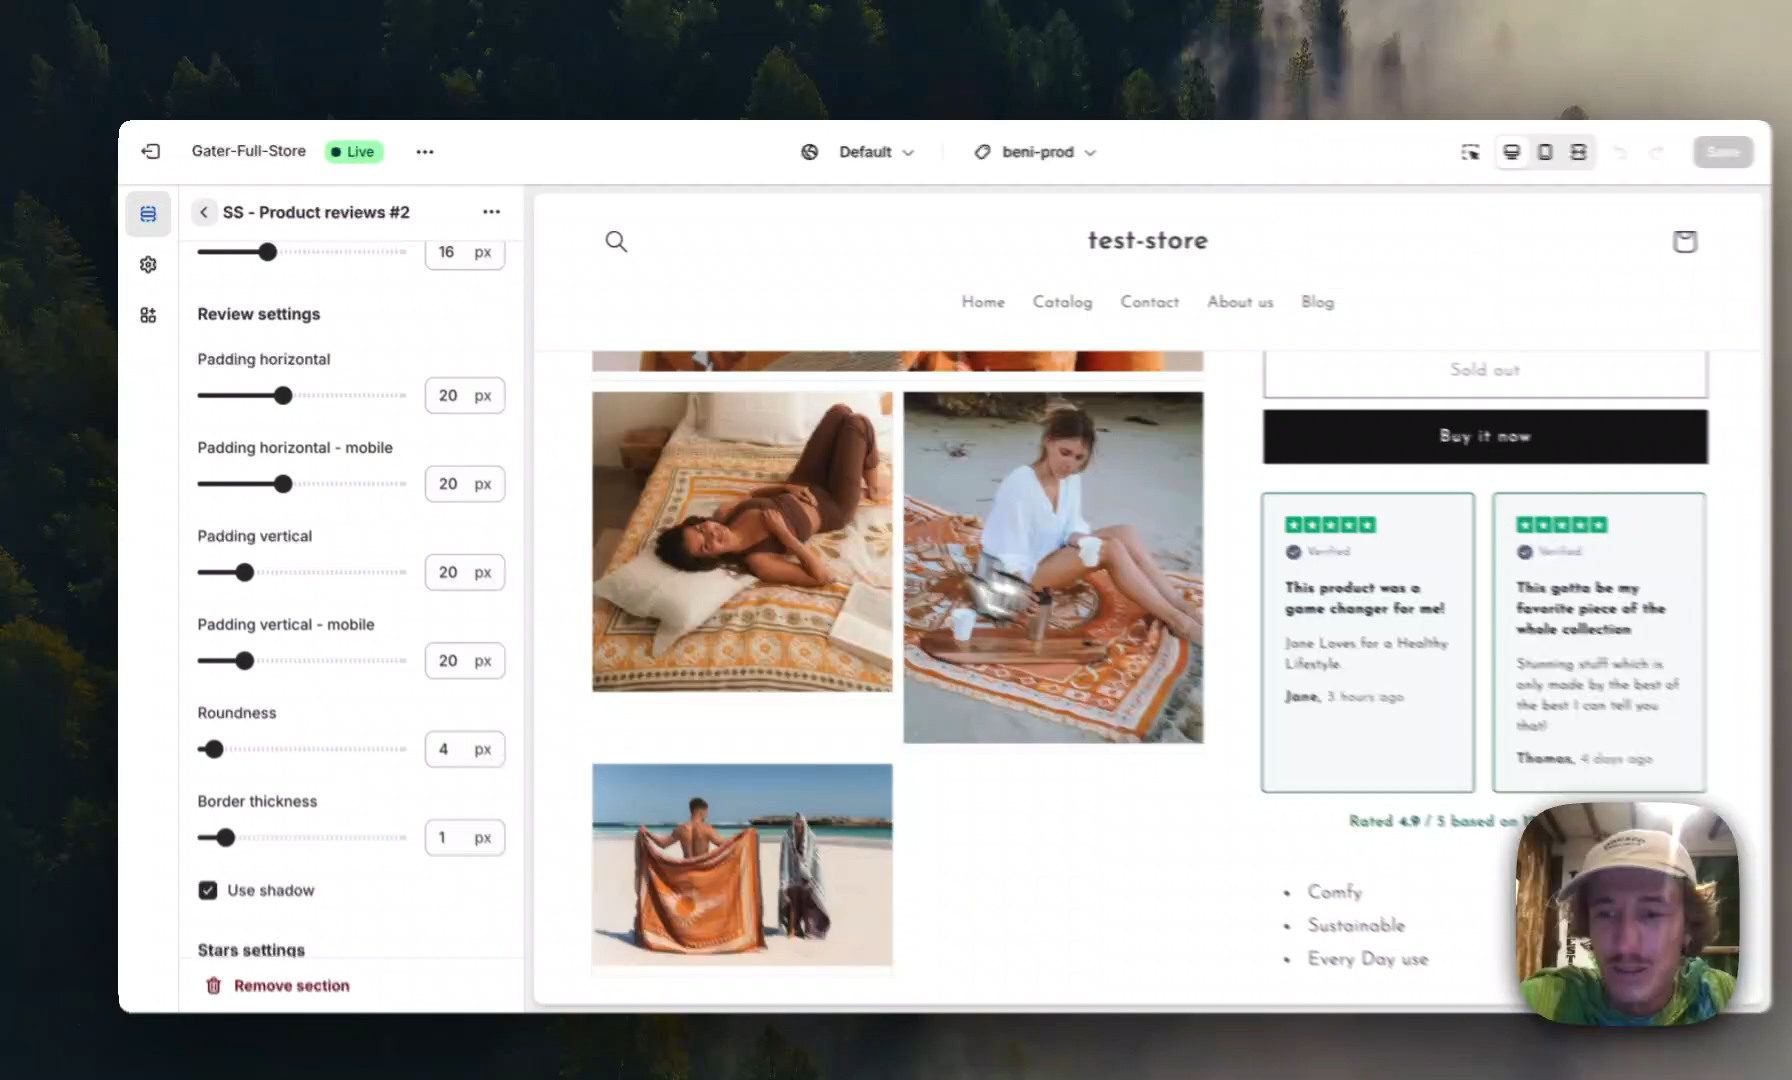 Gater-Full-Store
Live
Default
beni-prod
Save
SS - Product reviews #2
16 px
Review settings
Padding horizontal
20 px
Padding horizontal - mobile
20 px
Padding vertical
20 px
Padding vertical - mobile
20 px
Roundness
4 px
Border thickness
1 px
Use shadow
Stars settings
Remove section
test-store
Home Catalog Contact About us Blog
Sold out
Buy it now
Verified
This product was a
game changer for me!
Jane Loves for a Healthy
Lifestyle.
Jane, 3 hours ago
Verified
This gotta be my
favorite piece of the
whole collection
Stunning stuff which is
only made by the best of
the best I can tell you
that!
Thomas, 4 days ago
Rated 4.9 / 5 based on
Comfy
Sustainable
Every Day use